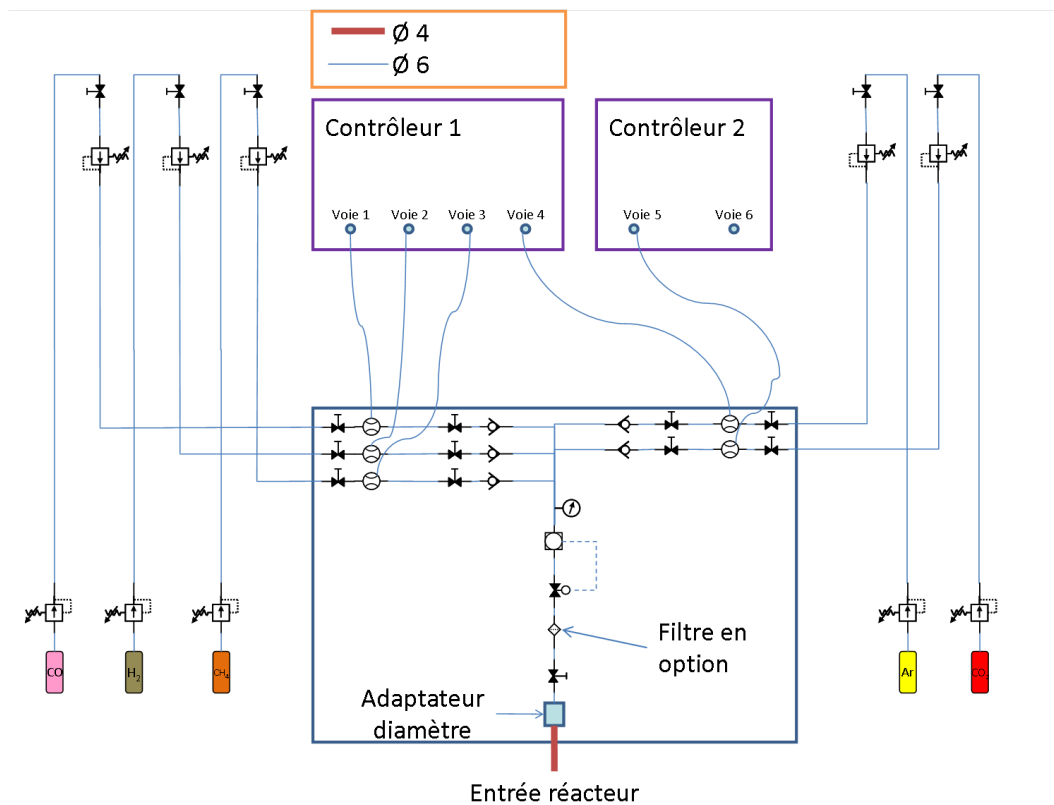 Ø 4
Ø 6
Contrôleur 1
Contrôleur 2
Voie 1
Voie 2
Voie 3
Voie 4
Voie 5
Voie 6
Filtre en
option
Adaptateur
diamètre
CO
H₂
CH₄
Ar
CO₂
Entrée réacteur